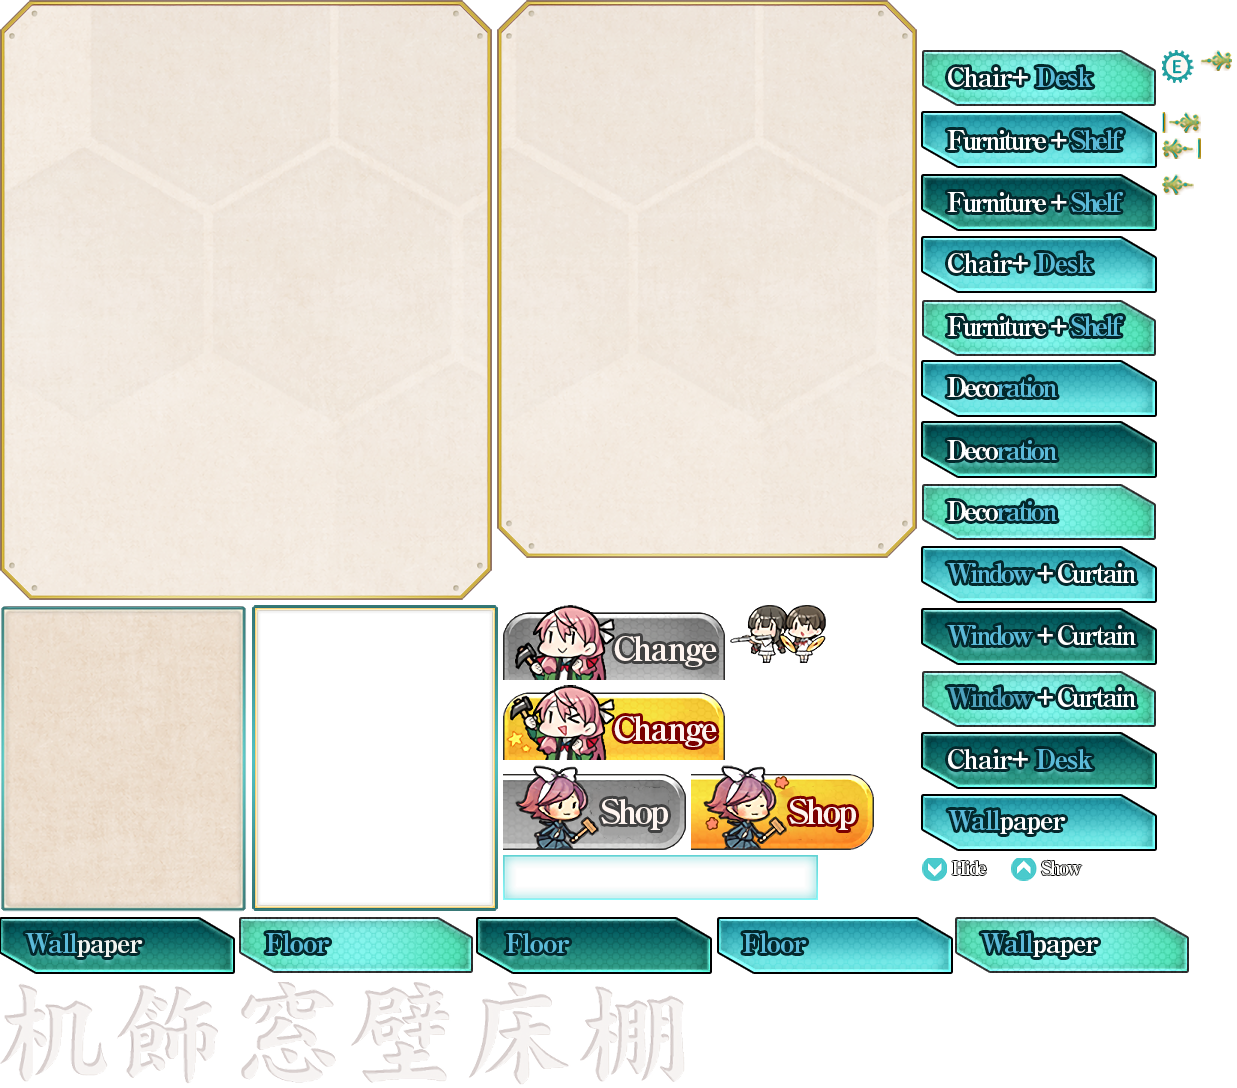 Chair+ Desk
E
Furniture + Shelf
Furniture + Shelf
Chair+ Desk
Furniture + Shelf
Decoration
Decoration
Decoration
Window + Curtain
Window + Curtain
Window + Curtain
Chair+ Desk
Wallpaper
Hide
Show
Change
Change
Shop
Shop
Wallpaper
Floor
Floor
Floor
Wallpaper
机飾窓壁床棚